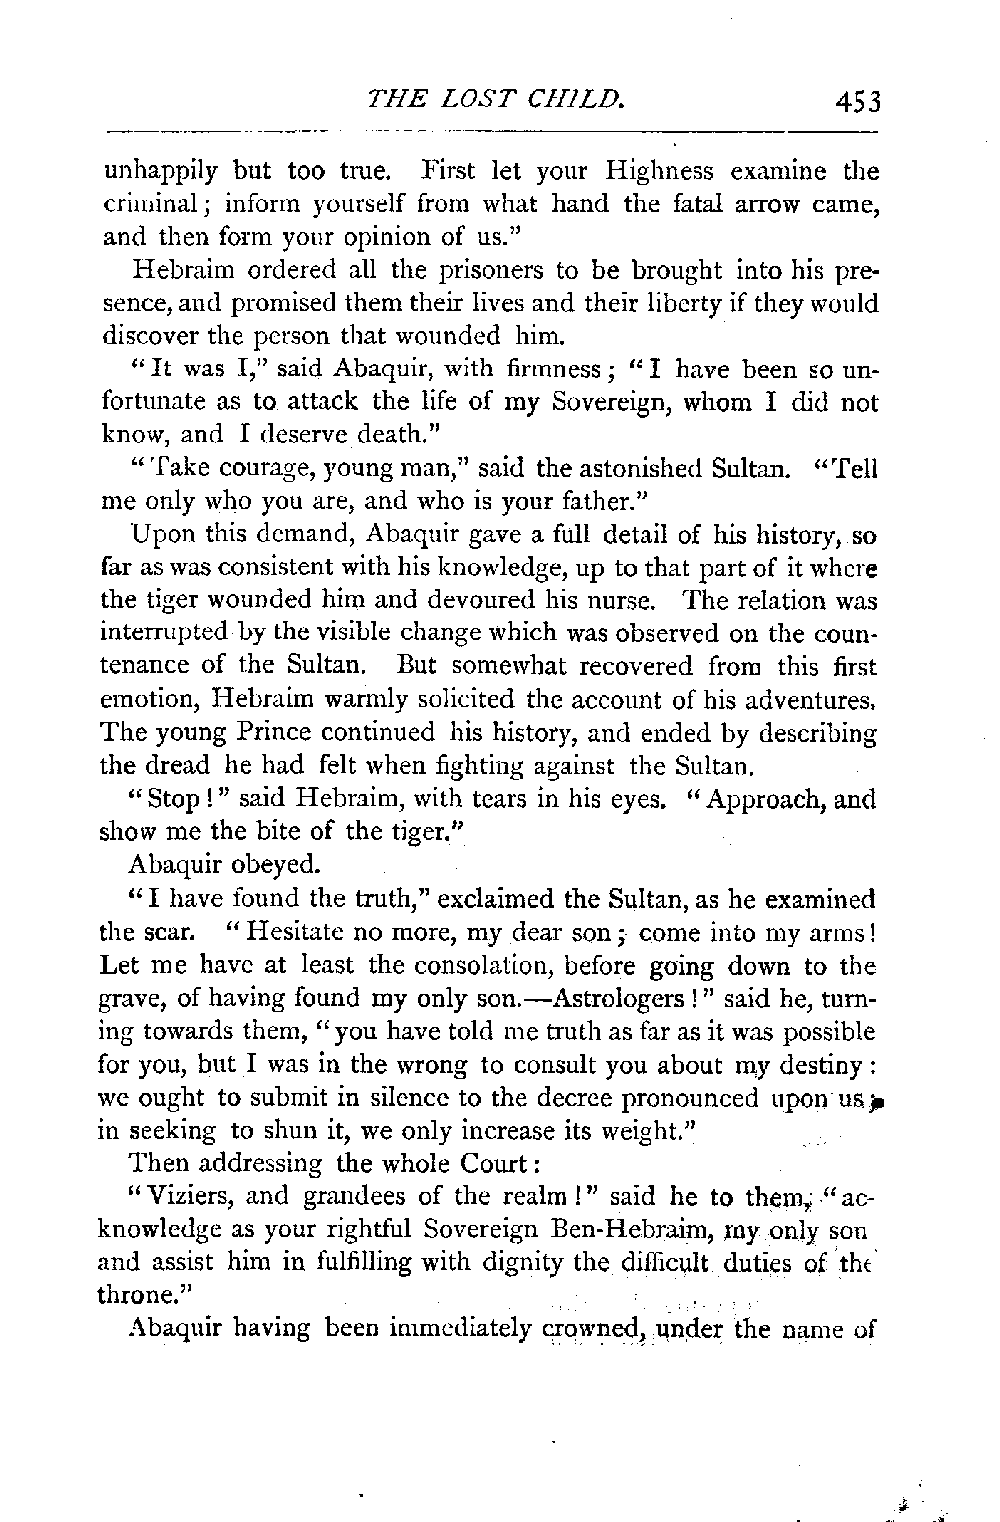 THE LOST CHILD. 453
unhappily but too true. First let your Highness examine the
criminal; inform yourself from what hand the fatal arrow came,
and then form your opinion of us."
Hebraim ordered all the prisoners to be brought into his pre-
sence, and promised them their lives and their liberty if they would
discover the person that wounded him.
"It was I," said Abaquir, with firmness; "I have been so un-
fortunate as to attack the life of my Sovereign, whom I did not
know, and I deserve death."
"Take courage, young man," said the astonished Sultan. "Tell
me only who you are, and who is your father."
Upon this demand, Abaquir gave a full detail of his history, so
far as was consistent with his knowledge, up to that part of it where
the tiger wounded him and devoured his nurse. The relation was
interrupted by the visible change which was observed on the coun-
tenance of the Sultan. But somewhat recovered from this first
emotion, Hebraim warmly solicited the account of his adventures.
The young Prince continued his history, and ended by describing
the dread he had felt when fighting against the Sultan.
"Stop!" said Hebraim, with tears in his eyes. "Approach, and
show me the bite of the tiger."
Abaquir obeyed.
"I have found the truth," exclaimed the Sultan, as he examined
the scar. "Hesitate no more, my dear son; come into my arms!
Let me have at least the consolation, before going down to the
grave, of having found my only son.—Astrologers!" said he, turn-
ing towards them, "you have told me truth as far as it was possible
for you, but I was in the wrong to consult you about my destiny:
we ought to submit in silence to the decree pronounced upon us;
in seeking to shun it, we only increase its weight."
Then addressing the whole Court:
"Viziers, and grandees of the realm!" said he to them, "ac-
knowledge as your rightful Sovereign Ben-Hebraim, my only son
and assist him in fulfilling with dignity the difficult duties of the
throne."
Abaquir having been immediately crowned, under the name of